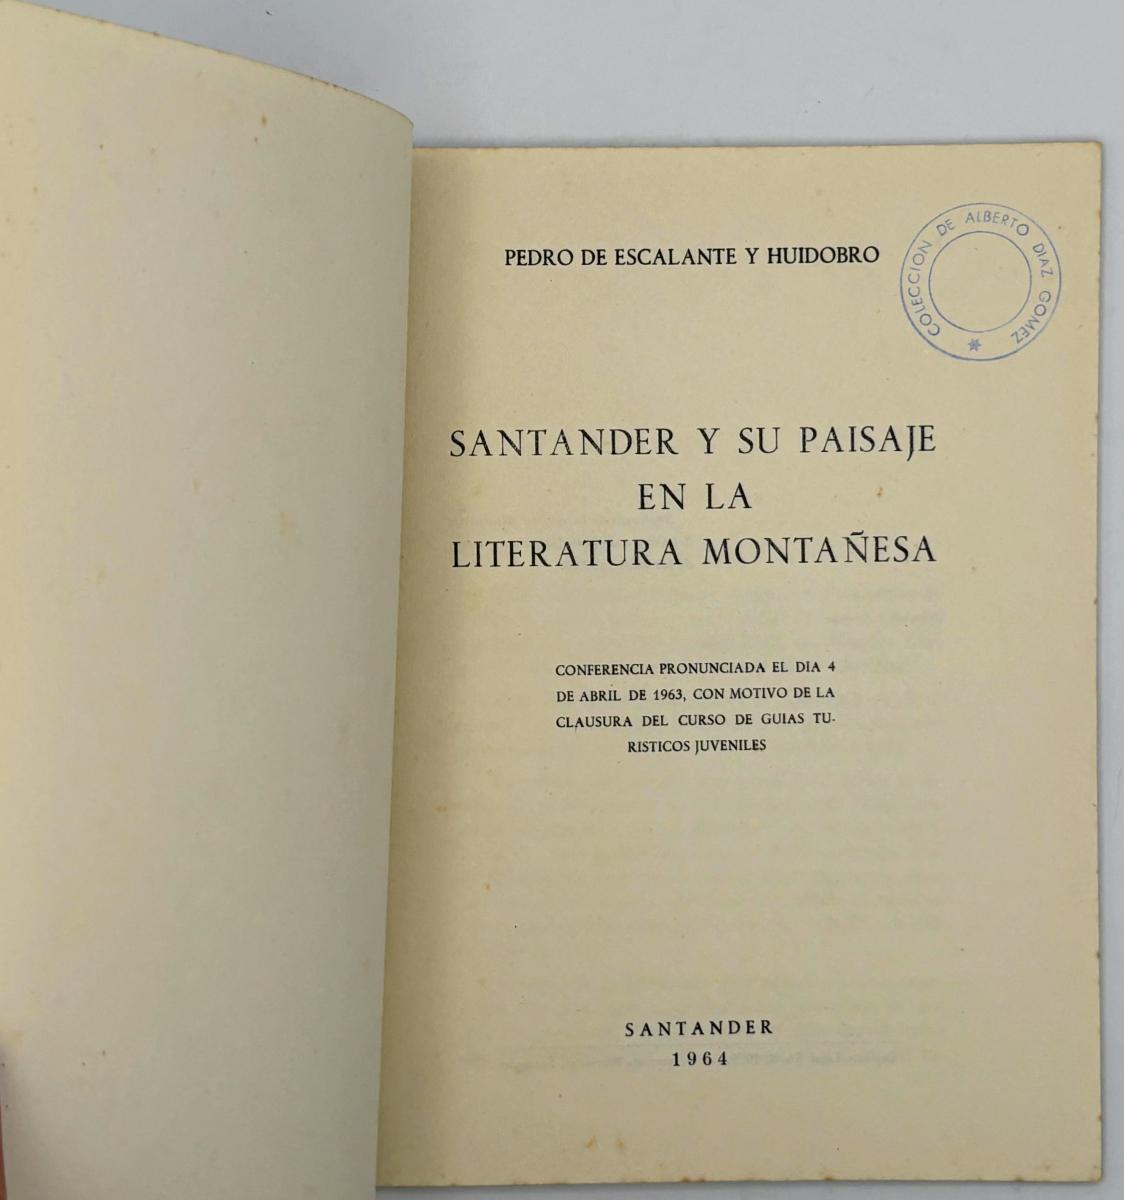 PEDRO DE ESCALANTE Y HUIDOBRO
COLECCION DE ALBERTO DIAZ GOMEZ *
SANTANDER Y SU PAISAJE
EN LA
LITERATURA MONTAÑESA
CONFERENCIA PRONUNCIADA EL DIA 4
DE ABRIL DE 1963, CON MOTIVO DE LA
CLAUSURA DEL CURSO DE GUIAS TU-
RISTICOS JUVENILES
SANTANDER
1964